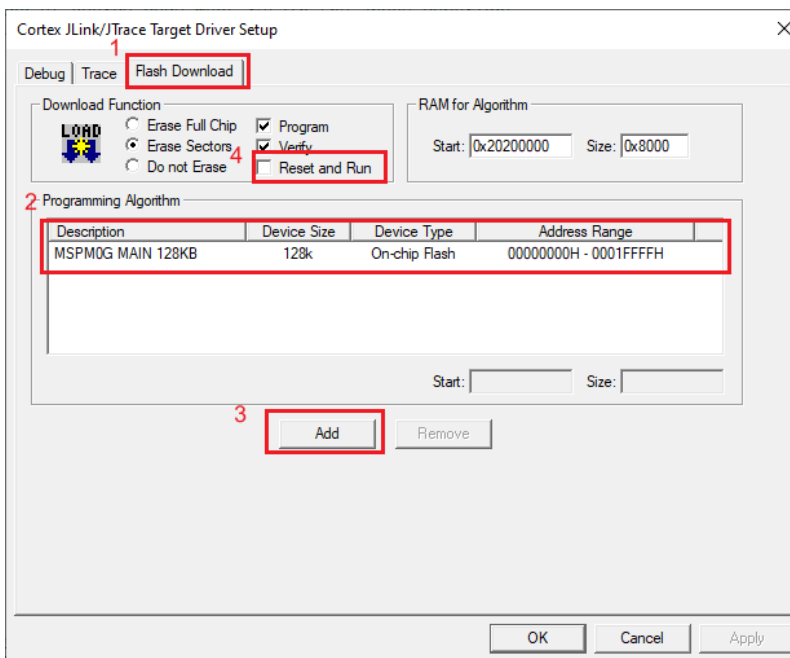 Cortex JLink/JTrace Target Driver Setup
1
Debug Trace Flash Download
Download Function
LOAD
Erase Full Chip
Erase Sectors
Do not Erase
Program
Verify
4
Reset and Run
RAM for Algorithm
Start: 0x20200000 Size: 0x8000
2 Programming Algorithm
Description Device Size Device Type Address Range
MSPM0G MAIN 128KB 128k On-chip Flash 00000000H - 0001FFFFH
Start: Size:
3
Add Remove
OK Cancel Apply